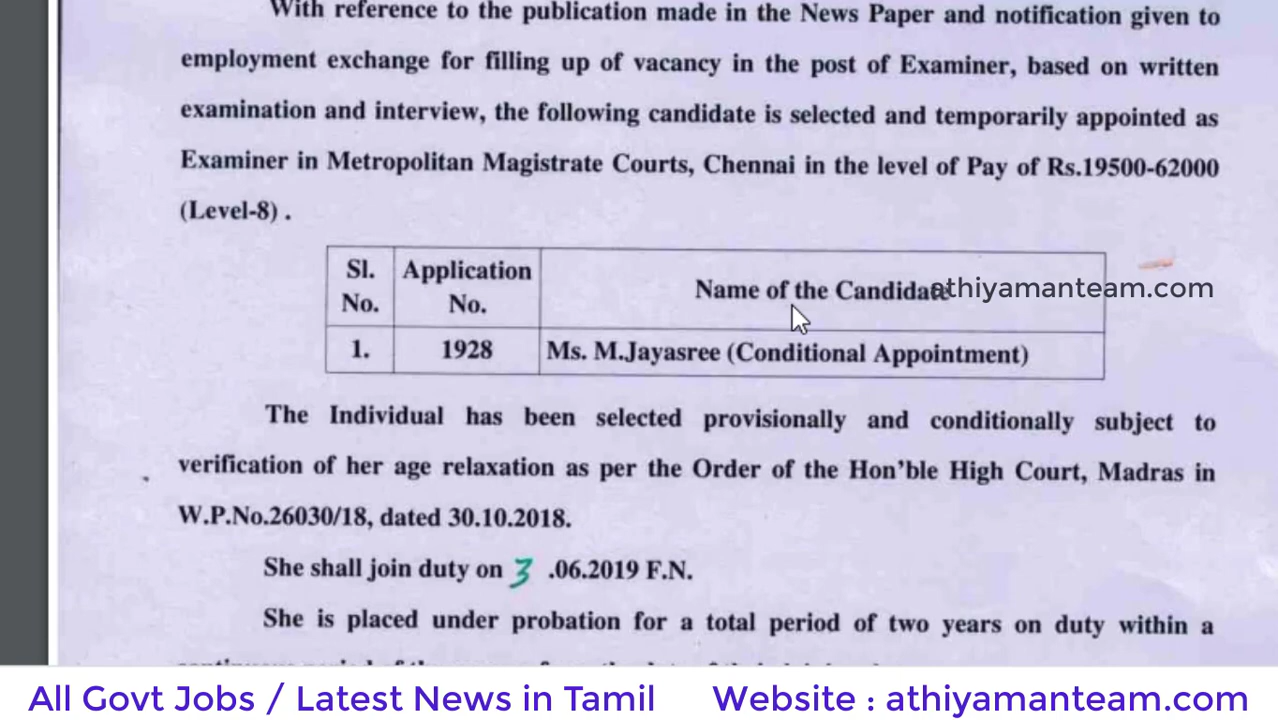 With reference to the publication made in the News Paper and notification given to
employment exchange for filling up of vacancy in the post of Examiner, based on written
examination and interview, the following candidate is selected and temporarily appointed as
Examiner in Metropolitan Magistrate Courts, Chennai in the level of Pay of Rs.19500-62000
(Level-8) .
Sl. No.
Application No.
Name of the Candidate
athiyamanteam.com
1.
1928
Ms. M.Jayasree (Conditional Appointment)
The Individual has been selected provisionally and conditionally subject to
verification of her age relaxation as per the Order of the Hon'ble High Court, Madras in
W.P.No.26030/18, dated 30.10.2018.
She shall join duty on 3 .06.2019 F.N.
She is placed under probation for a total period of two years on duty within a
All Govt Jobs / Latest News in Tamil
Website : athiyamanteam.com